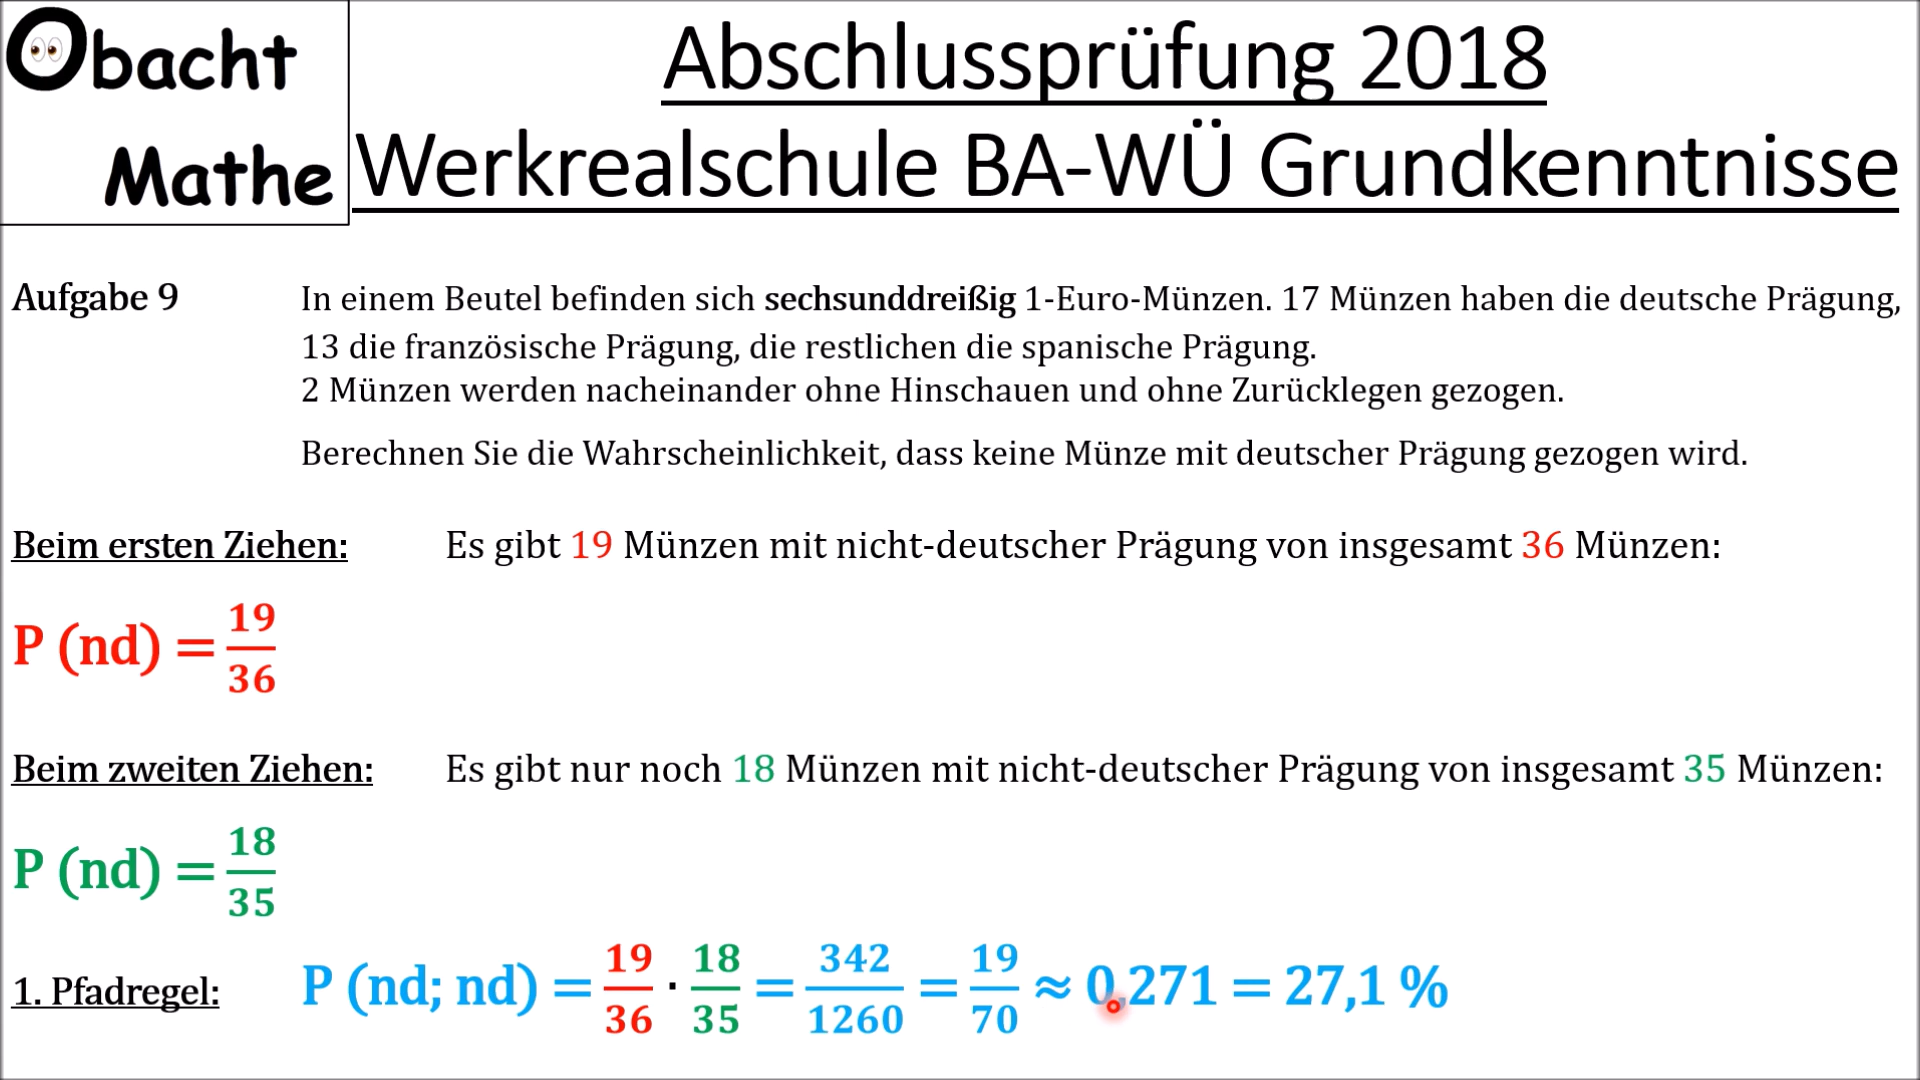 Obacht
Mathe
Abschlussprüfung 2018
Werkrealschule BA-WÜ Grundkenntnisse
Aufgabe 9 In einem Beutel befinden sich sechsunddreißig 1-Euro-Münzen. 17 Münzen haben die deutsche Prägung,
13 die französische Prägung, die restlichen die spanische Prägung.
2 Münzen werden nacheinander ohne Hinschauen und ohne Zurücklegen gezogen.
Berechnen Sie die Wahrscheinlichkeit, dass keine Münze mit deutscher Prägung gezogen wird.
Beim ersten Ziehen: Es gibt 19 Münzen mit nicht-deutscher Prägung von insgesamt 36 Münzen:
P (nd) = 19/36
Beim zweiten Ziehen: Es gibt nur noch 18 Münzen mit nicht-deutscher Prägung von insgesamt 35 Münzen:
P (nd) = 18/35
1. Pfadregel: P (nd; nd) = 19/36 · 18/35 = 342/1260 = 19/70 ≈ 0,271 = 27,1 %